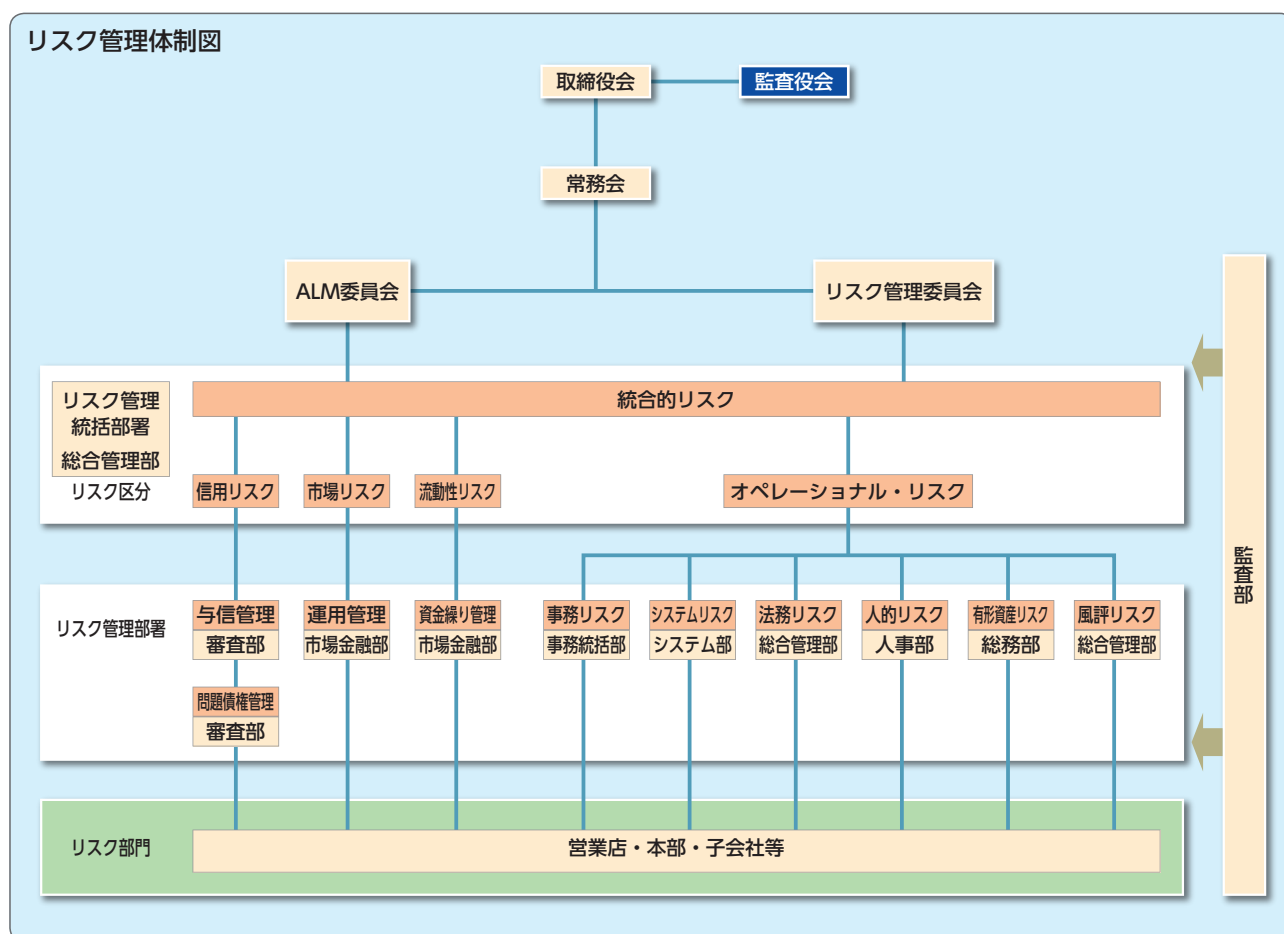 リスク管理体制図
取締役会
監査役会
常務会
ALM委員会
リスク管理委員会
リスク管理
統括部署
総合管理部
統合的リスク
リスク区分
信用リスク
市場リスク
流動性リスク
オペレーショナル・リスク
リスク管理部署
与信管理
審査部
運用管理
市場金融部
資金繰り管理
市場金融部
事務リスク
事務統括部
システムリスク
システム部
法務リスク
総合管理部
人的リスク
人事部
有形資産リスク
総務部
風評リスク
総合管理部
問題債権管理
審査部
リスク部門
営業店・本部・子会社等
監査部